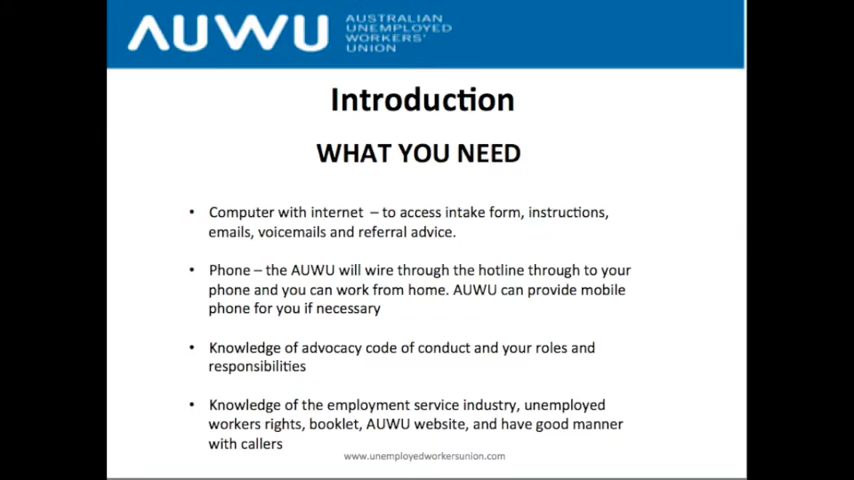 AUWU
AUSTRALIAN
UNEMPLOYED
WORKERS'
UNION
Introduction
WHAT YOU NEED
• Computer with internet – to access intake form, instructions,
emails, voicemails and referral advice.
• Phone – the AUWU will wire through the hotline through to your
phone and you can work from home. AUWU can provide mobile
phone for you if necessary
• Knowledge of advocacy code of conduct and your roles and
responsibilities
• Knowledge of the employment service industry, unemployed
workers rights, booklet, AUWU website, and have good manner
with callers
www.unemployedworkersunion.com